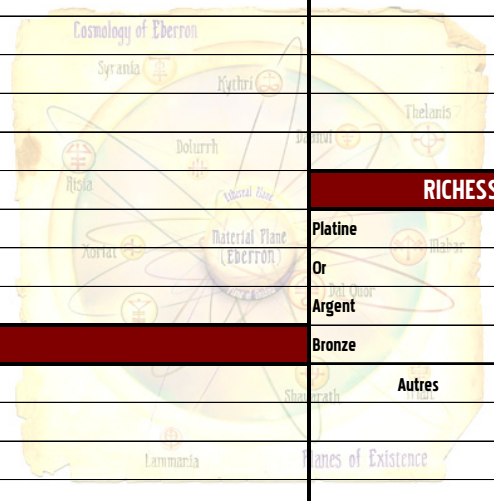 Cosmology of Eberron
Syrania
Kythri
Thelanis
Dolurrh
Risia
RICHESS
Ethereal Plane
Platine
Material Plane
(Eberron)
Xoriat
Mabar
Or
Dal Quor
Argent
Bronze
Autres
Shavarath
Lammania
Planes of Existence